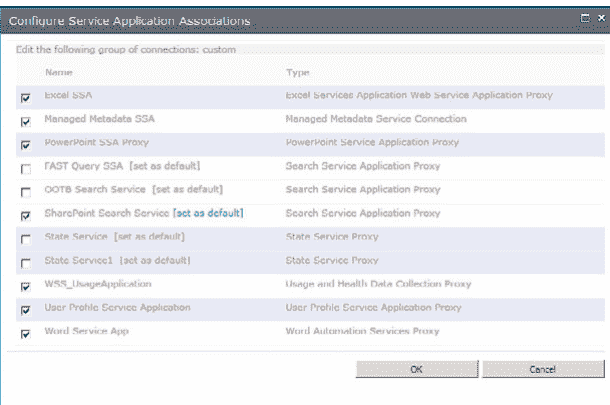 Configure Service Application Associations
Edit the following group of connections: custom
Name Type
Excel SSA Excel Services Application Web Service Application Proxy
Managed Metadata SSA Managed Metadata Service Connection
PowerPoint SSA Proxy PowerPoint Service Application Proxy
FAST Query SSA [set as default] Search Service Application Proxy
OOTB Search Service [set as default] Search Service Application Proxy
SharePoint Search Service [set as default] Search Service Application Proxy
State Service [set as default] State Service Proxy
State Service1 [set as default] State Service Proxy
WSS_UsageApplication Usage and Health Data Collection Proxy
User Profile Service Application User Profile Service Application Proxy
Word Service App Word Automation Services Proxy
OK Cancel